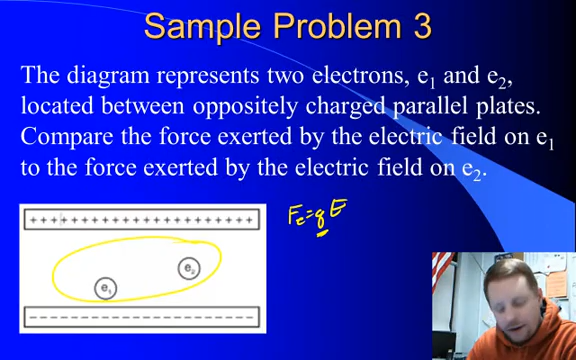 Sample Problem 3
The diagram represents two electrons, e₁ and e₂,
located between oppositely charged parallel plates.
Compare the force exerted by the electric field on e₁
to the force exerted by the electric field on e₂.
Fₑ=qE
e₂
e₁